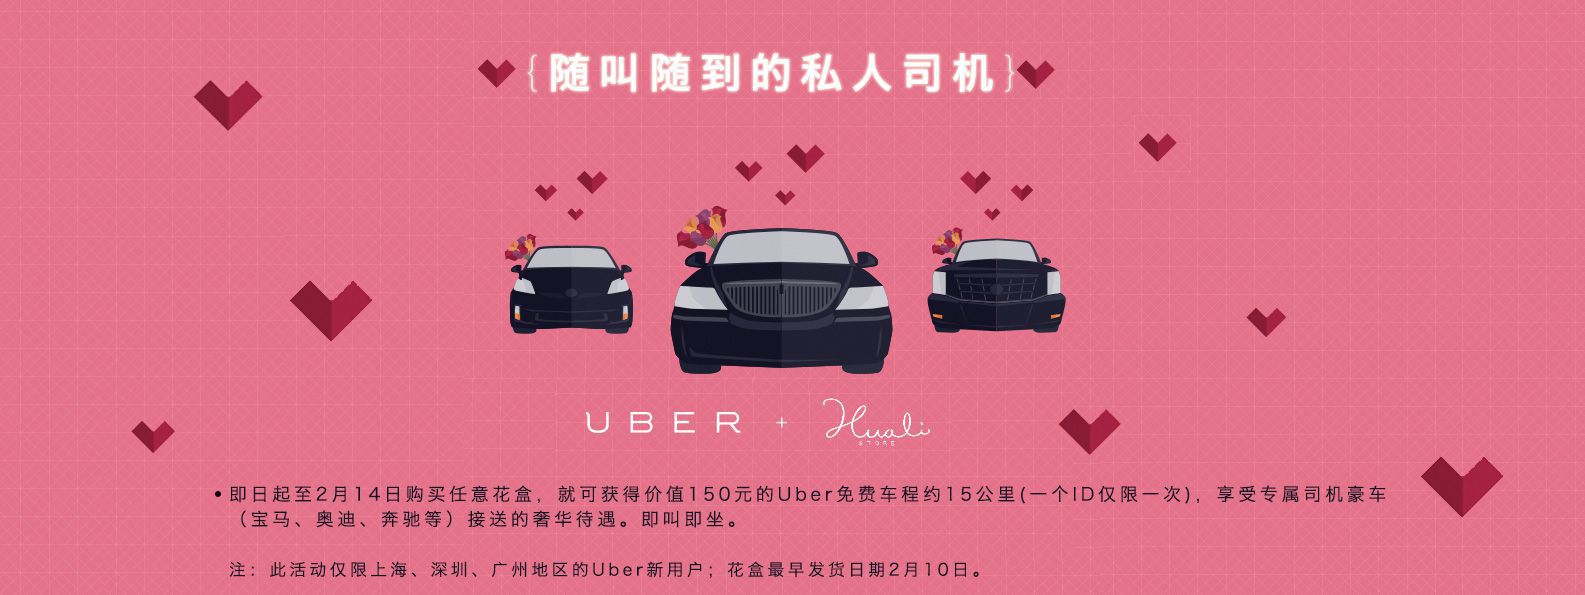 {随叫随到的私人司机}
UBER + Huali
STORE
• 即日起至2月14日购买任意花盒，就可获得价值150元的Uber免费车程约15公里(一个ID仅限一次)，享受专属司机豪车
（宝马、奥迪、奔驰等）接送的奢华待遇。即叫即坐。
注：此活动仅限上海、深圳、广州地区的Uber新用户；花盒最早发货日期2月10日。